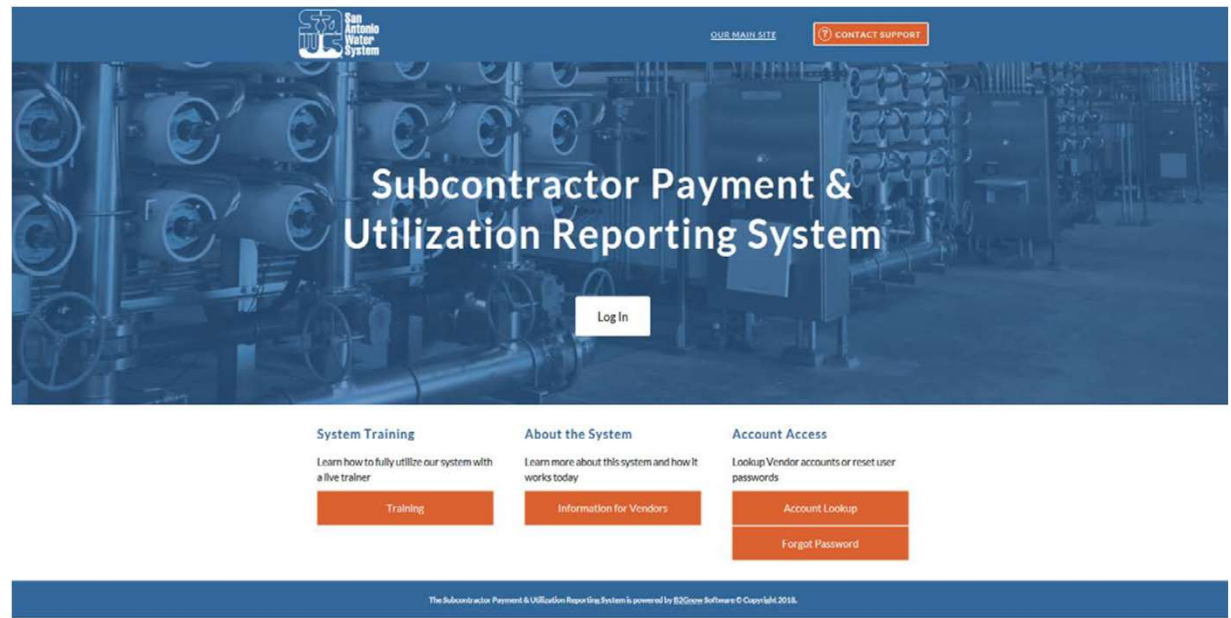 San
Antonio
Water
System
OUR MAIN SITE
? CONTACT SUPPORT
Subcontractor Payment &
Utilization Reporting System
Log In
System Training
Learn how to fully utilize our system with
a live trainer
Training
About the System
Learn more about this system and how it
works today
Information for Vendors
Account Access
Lookup Vendor accounts or reset user
passwords
Account Lookup
Forgot Password
The Subcontractor Payment & Utilization Reporting System is powered by B2Gnow Software © Copyright 2018.